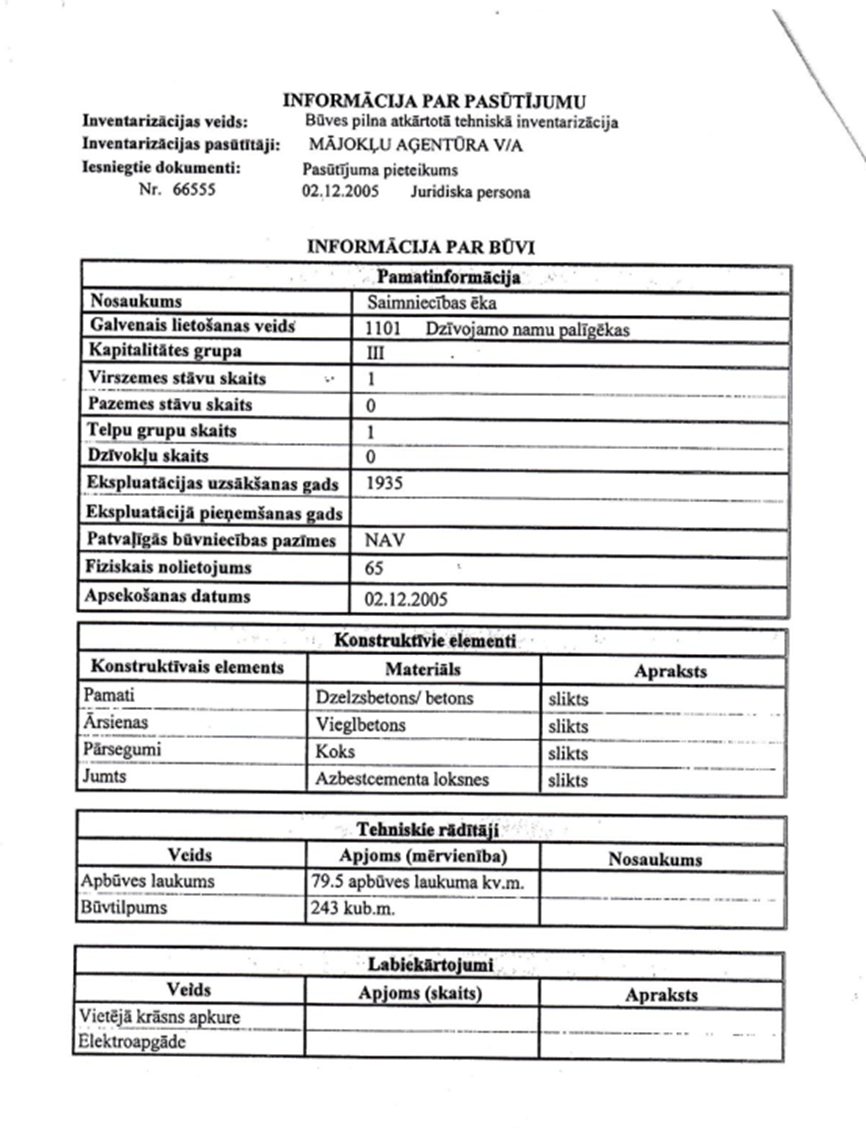 INFORMĀCIJA PAR PASŪTĪJUMU
Inventarizācijas veids: Būves pilna atkārtotā tehniskā inventarizācija
Inventarizācijas pasūtītāji: MĀJOKĻU AĢENTŪRA V/A
Iesniegtie dokumenti: Pasūtījuma pieteikums
Nr. 66555 02.12.2005 Juridiska persona
INFORMĀCIJA PAR BŪVI
Pamatinformācija
Nosaukums Saimniecības ēka
Galvenais lietošanas veids 1101 Dzīvojamo namu palīgēkas
Kapitalitātes grupa III
Virszemes stāvu skaits 1
Pazemes stāvu skaits 0
Telpu grupu skaits 1
Dzīvokļu skaits 0
Ekspluatācijas uzsākšanas gads 1935
Ekspluatācijā pieņemšanas gads
Patvaļīgās būvniecības pazīmes NAV
Fiziskais nolietojums 65
Apsekošanas datums 02.12.2005
Konstruktīvie elementi
Konstruktīvais elements Materiāls Apraksts
Pamati Dzelzsbetons/ betons slikts
Ārsienas Vieglbetons slikts
Pārsegumi Koks slikts
Jumts Azbestcementa loksnes slikts
Tehniskie rādītāji
Veids Apjoms (mērvienība) Nosaukums
Apbūves laukums 79.5 apbūves laukuma kv.m.
Būvtilpums 243 kub.m.
Labiekārtojumi
Veids Apjoms (skaits) Apraksts
Vietējā krāsns apkure
Elektroapgāde